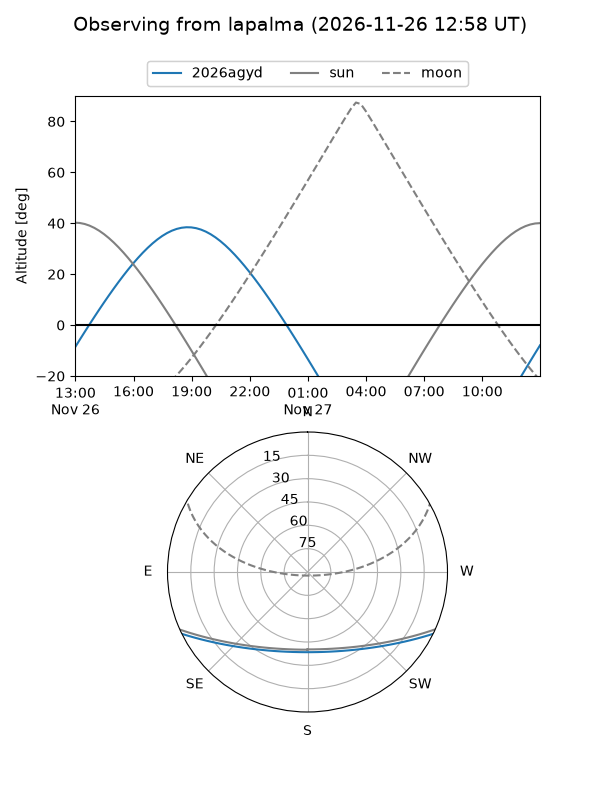 Observing from lapalma (2026-11-26 12:58 UT)
2026agyd
sun
moon
Altitude [deg]
80
60
40
20
0
−20
13:00
16:00
19:00
22:00
01:00
04:00
07:00
10:00
Nov 26
Nov 27
N
NE
NW
15
30
45
60
75
E
W
SE
SW
S